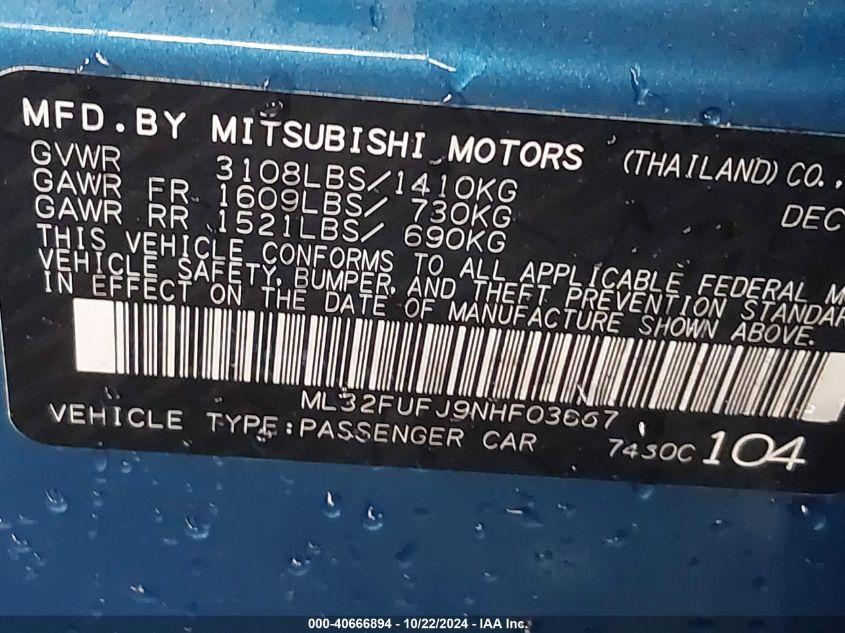 MFD.BY MITSUBISHI MOTORS (THAILAND) CO.,
GVWR 3108LBS/1410KG
GAWR FR 1609LBS/ 730KG DEC
GAWR RR 1521LBS/ 690KG
THIS VEHICLE CONFORMS TO ALL APPLICABLE FEDERAL M
VEHICLE SAFETY, BUMPER, AND THEFT PREVENTION STANDAR
IN EFFECT ON THE DATE OF MANUFACTURE SHOWN ABOVE.
ML32FUFJ9NHF03667
VEHICLE TYPE:PASSENGER CAR 7430C 104
000-40666894 / 10/22/2024 - IAA Inc.